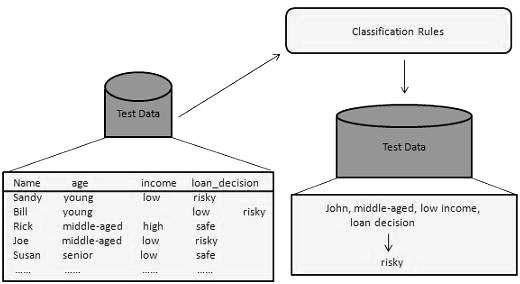 Classification Rules
Test Data
Test Data
Name age income loan_decision
Sandy young low risky
Bill young low risky
Rick middle-aged high safe
Joe middle-aged low risky
Susan senior low safe
...... ...... ...... ......
John, middle-aged, low income,
loan decision
risky